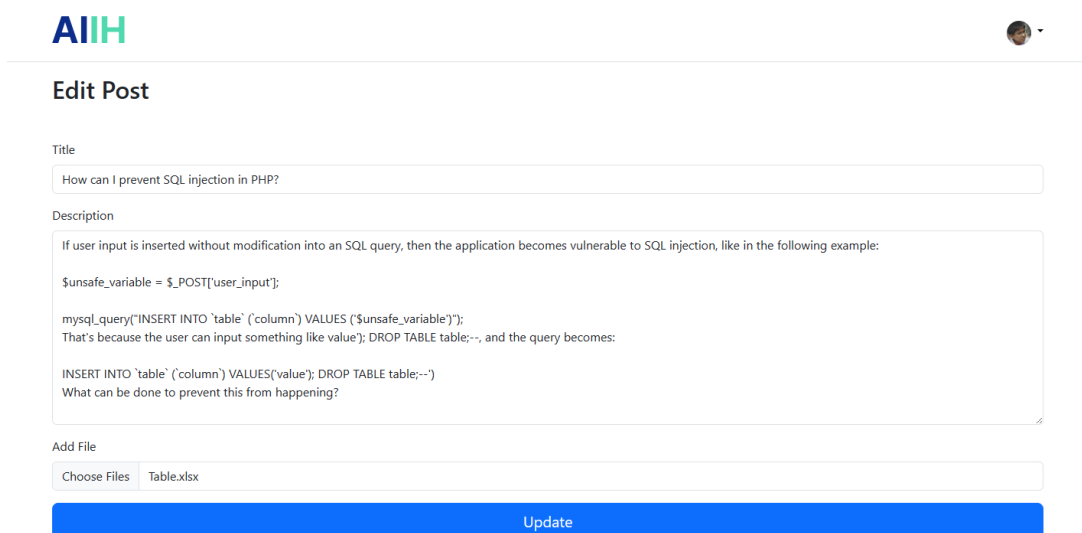 AIIH
Edit Post
Title
How can I prevent SQL injection in PHP?
Description
If user input is inserted without modification into an SQL query, then the application becomes vulnerable to SQL injection, like in the following example:
$unsafe_variable = $_POST['user_input'];
mysql_query("INSERT INTO `table` (`column`) VALUES ('$unsafe_variable')");
That's because the user can input something like value'); DROP TABLE table;--, and the query becomes:
INSERT INTO `table` (`column`) VALUES('value'); DROP TABLE table;--')
What can be done to prevent this from happening?
Add File
Choose Files Table.xlsx
Update